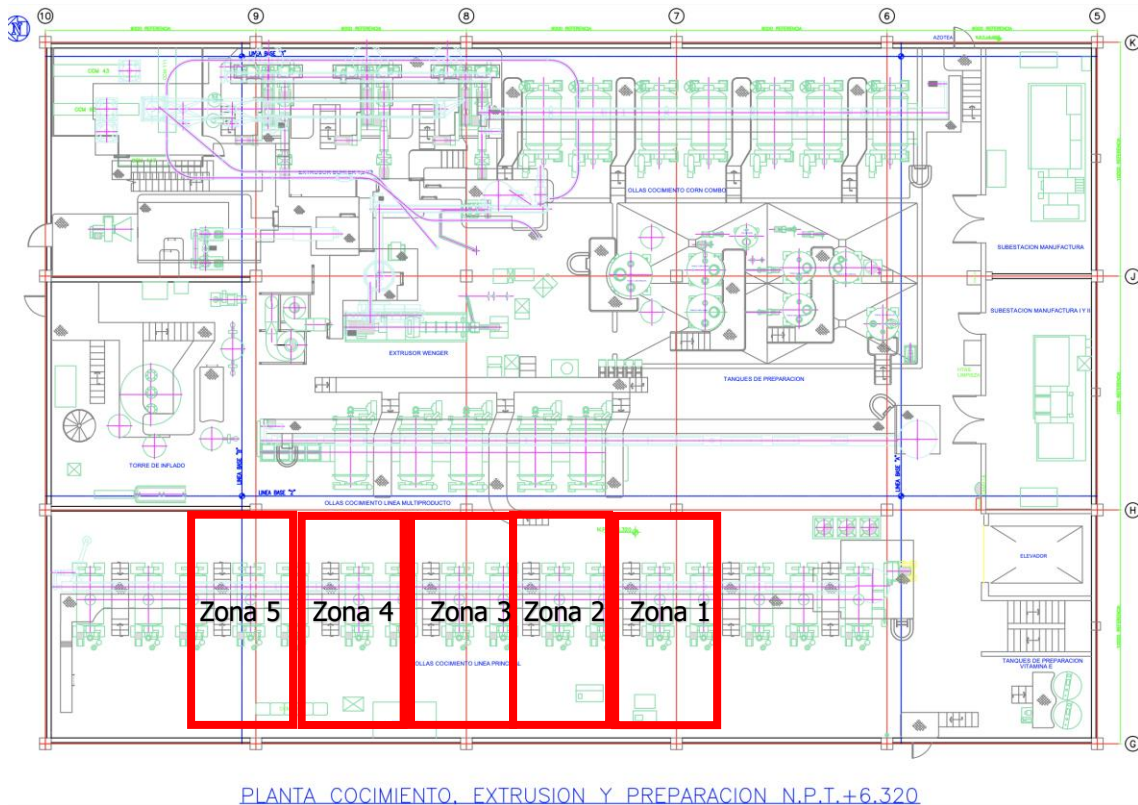 10 9 8 7 6 5
AZOTEA
LINEA BASE "1"
K
COM 43
OLLAS COCIMIENTO CORN COMBO
SUBESTACION MANUFACTURA
J
SUBESTACION MANUFACTURA I Y II
EXTRUSOR WENGER
TANQUES DE PREPARACION
TORRE DE INFLADO
LINEA BASE "2"
OLLAS COCIMIENTO LINEA MULTIPRODUCTO
H
ELEVADOR
Zona 5 Zona 4 Zona 3 Zona 2 Zona 1
OLLAS COCIMIENTO LINEA PRINCIPAL
TANQUES DE PREPARACION
VITAMINA E
G
PLANTA COCIMIENTO, EXTRUSION Y PREPARACION N.P.T.+6.320